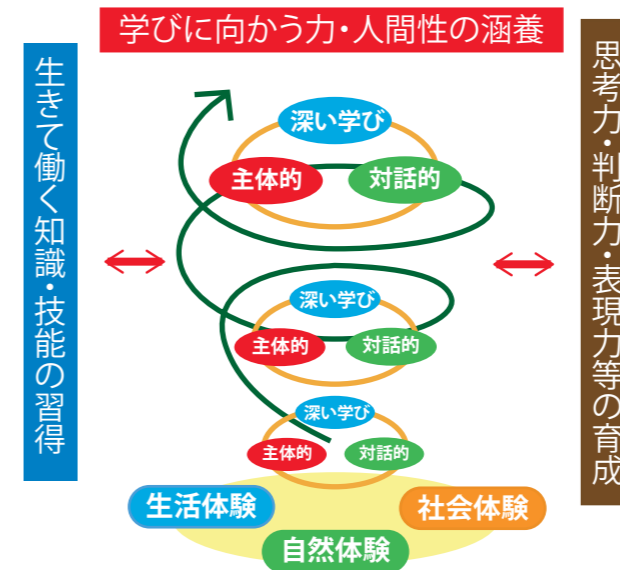 学びに向かう力・人間性の涵養
生きて働く知識・技能の習得
思考力・判断力・表現力等の育成
深い学び
主体的
対話的
深い学び
主体的
対話的
深い学び
主体的
対話的
生活体験
社会体験
自然体験